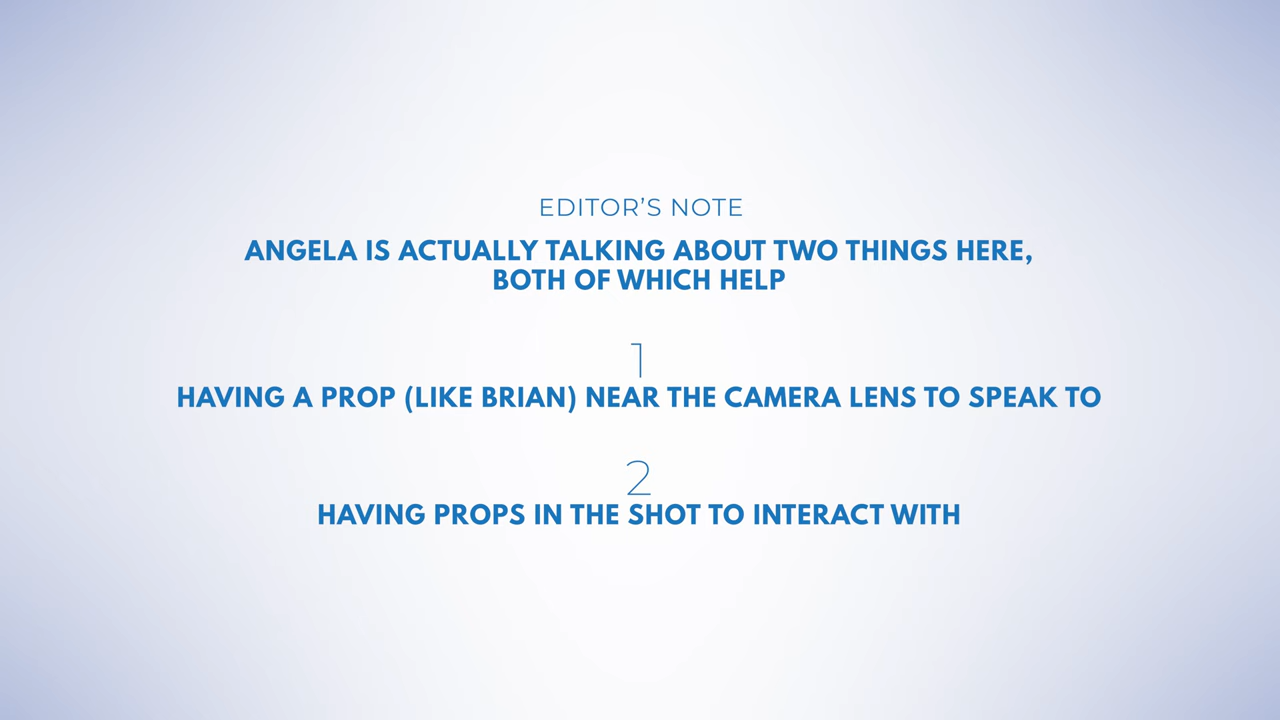 EDITOR’S NOTE
ANGELA IS ACTUALLY TALKING ABOUT TWO THINGS HERE,
BOTH OF WHICH HELP
1
HAVING A PROP (LIKE BRIAN) NEAR THE CAMERA LENS TO SPEAK TO
2
HAVING PROPS IN THE SHOT TO INTERACT WITH